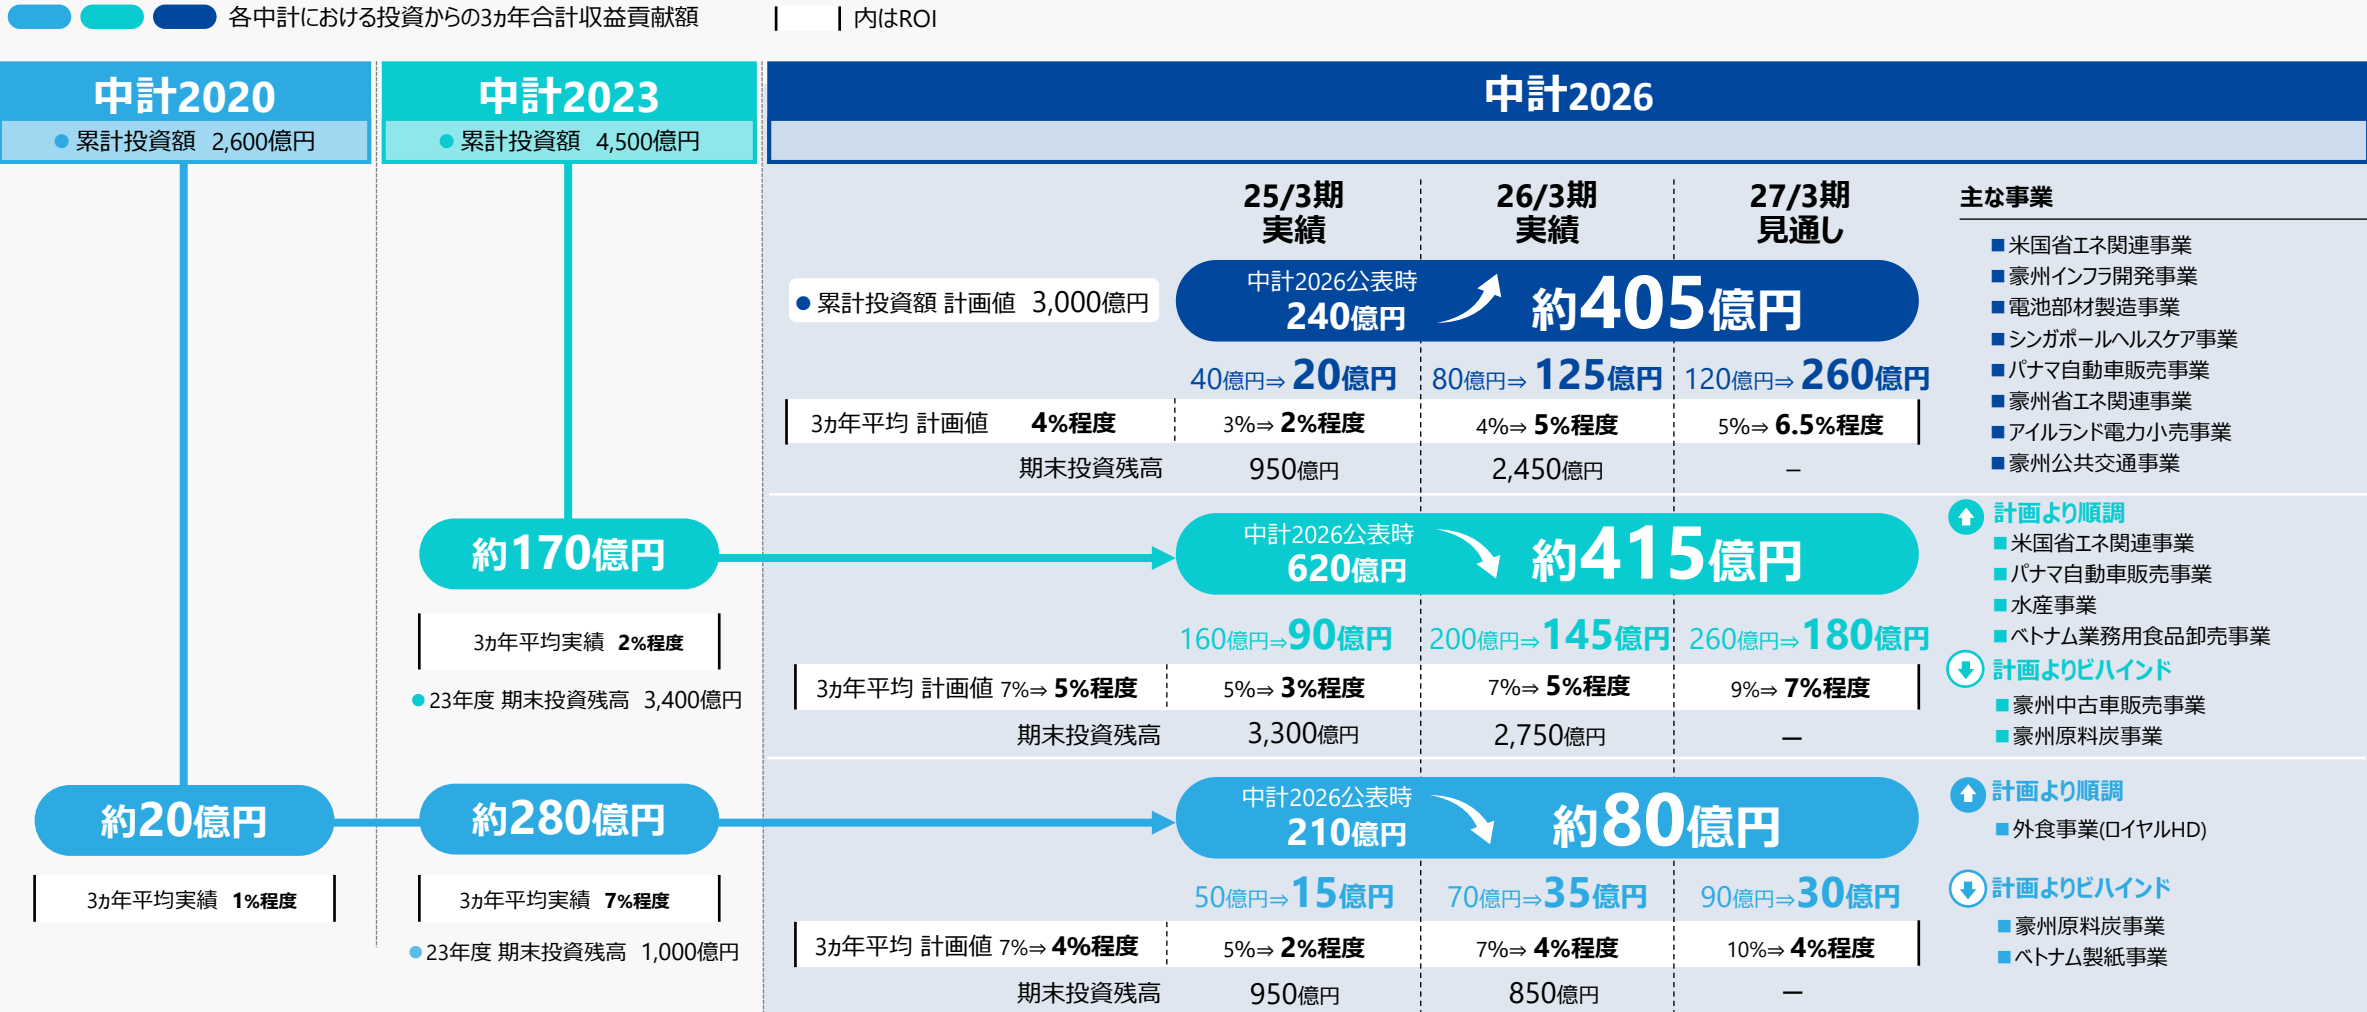 各中計における投資からの3ヵ年合計収益貢献額
内はROI
中計2020
● 累計投資額 2,600億円
中計2023
● 累計投資額 4,500億円
中計2026
25/3期
実績
26/3期
実績
27/3期
見通し
主な事業
● 累計投資額 計画値 3,000億円
中計2026公表時
240億円
約405億円
40億円⇒ 20億円
80億円⇒ 125億円
120億円⇒ 260億円
3ヵ年平均 計画値 4%程度
3%⇒ 2%程度
4%⇒ 5%程度
5%⇒ 6.5%程度
期末投資残高
950億円
2,450億円
–
■米国省エネ関連事業
■豪州インフラ開発事業
■電池部材製造事業
■シンガポールヘルスケア事業
■パナマ自動車販売事業
■豪州省エネ関連事業
■アイルランド電力小売事業
■豪州公共交通事業
約170億円
3ヵ年平均実績 2%程度
● 23年度 期末投資残高 3,400億円
中計2026公表時
620億円
約415億円
160億円⇒90億円
200億円⇒145億円
260億円⇒180億円
3ヵ年平均 計画値 7%⇒ 5%程度
5%⇒ 3%程度
7%⇒ 5%程度
9%⇒ 7%程度
期末投資残高
3,300億円
2,750億円
–
計画より順調
■米国省エネ関連事業
■パナマ自動車販売事業
■水産事業
■ベトナム業務用食品卸売事業
計画よりビハインド
■豪州中古車販売事業
■豪州原料炭事業
約20億円
3ヵ年平均実績 1%程度
約280億円
3ヵ年平均実績 7%程度
● 23年度 期末投資残高 1,000億円
中計2026公表時
210億円
約80億円
50億円⇒15億円
70億円⇒35億円
90億円⇒30億円
3ヵ年平均 計画値 7%⇒ 4%程度
5%⇒ 2%程度
7%⇒ 4%程度
10%⇒ 4%程度
期末投資残高
950億円
850億円
–
計画より順調
■外食事業(ロイヤルHD)
計画よりビハインド
■豪州原料炭事業
■ベトナム製紙事業